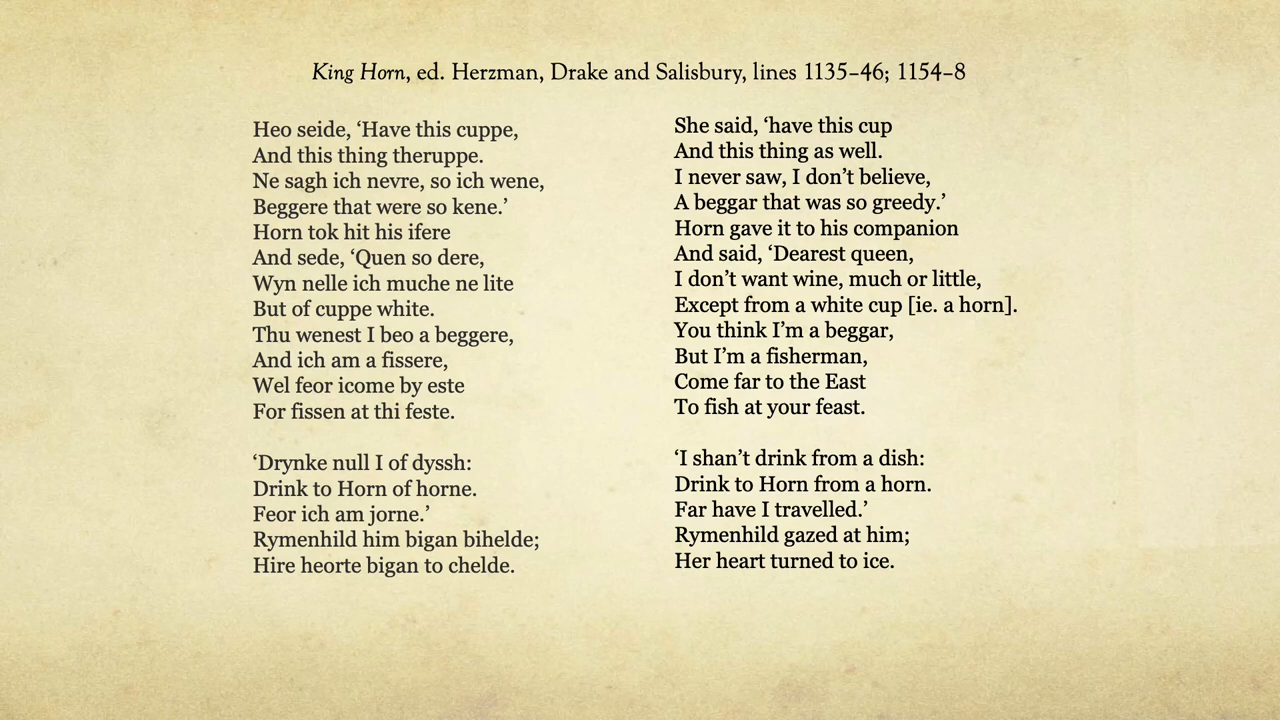 King Horn, ed. Herzman, Drake and Salisbury, lines 1135–46; 1154–8
Heo seide, ‘Have this cuppe,
And this thing theruppe.
Ne sagh ich nevre, so ich wene,
Beggere that were so kene.’
Horn tok hit his ifere
And sede, ‘Quen so dere,
Wyn nelle ich muche ne lite
But of cuppe white.
Thu wenest I beo a beggere,
And ich am a fissere,
Wel feor icome by este
For fissen at thi feste.
‘Drynke null I of dyssh:
Drink to Horn of horne.
Feor ich am jorne.’
Rymenhild him bigan bihelde;
Hire heorte bigan to chelde.
She said, ‘have this cup
And this thing as well.
I never saw, I don’t believe,
A beggar that was so greedy.’
Horn gave it to his companion
And said, ‘Dearest queen,
I don’t want wine, much or little,
Except from a white cup [ie. a horn].
You think I’m a beggar,
But I’m a fisherman,
Come far to the East
To fish at your feast.
‘I shan’t drink from a dish:
Drink to Horn from a horn.
Far have I travelled.’
Rymenhild gazed at him;
Her heart turned to ice.